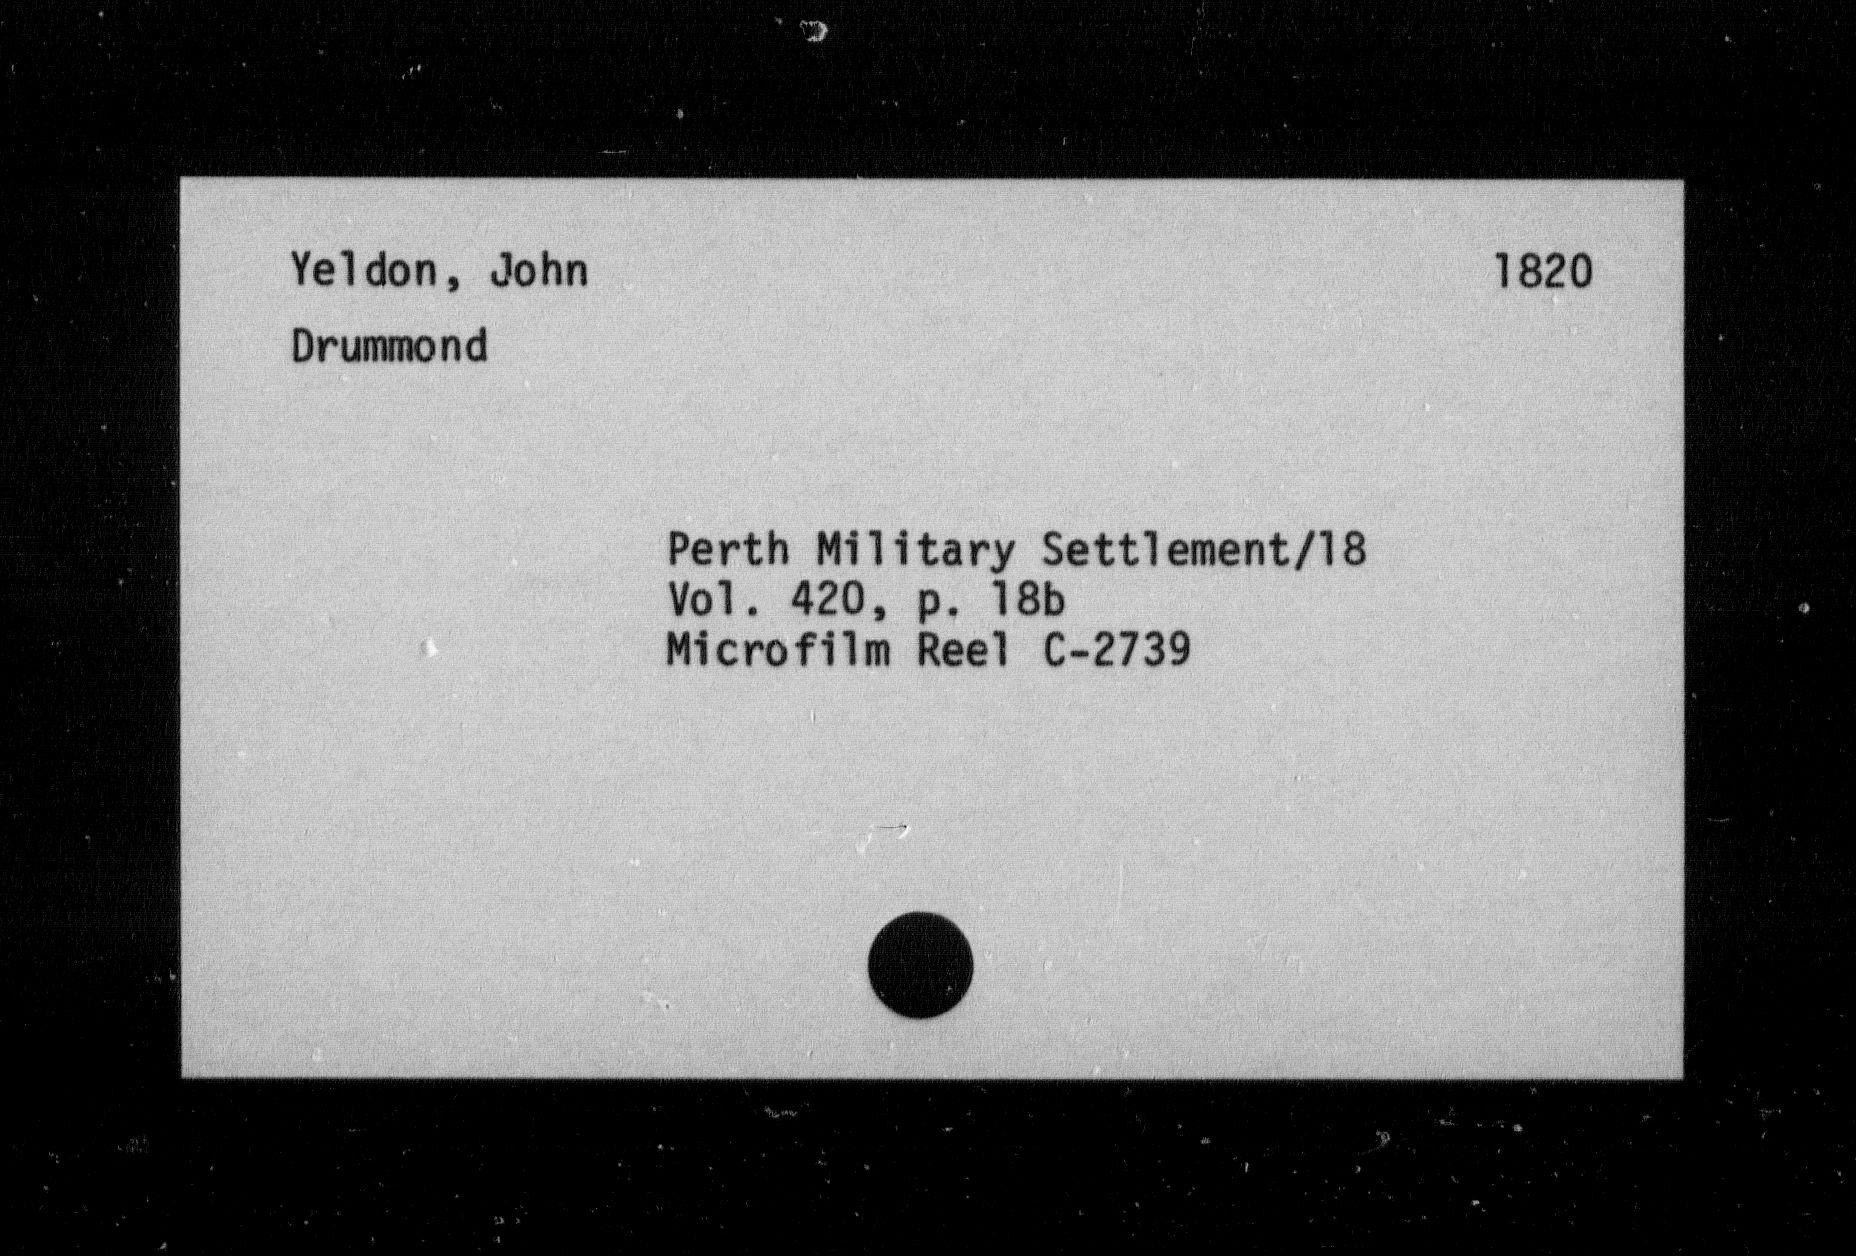 Yeldon, John 1820
Drummond
Perth Military Settlement/18
Vol. 420, p. 18b
Microfilm Reel C-2739